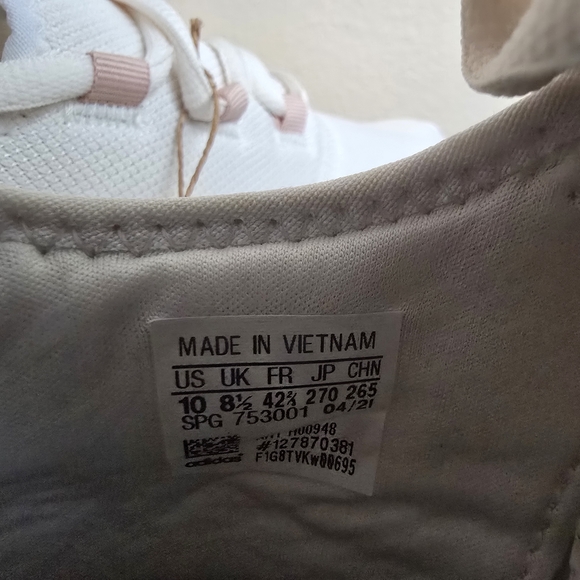 MADE IN VIETNAM
US UK FR JP CHN
10 8½ 42⅔ 270 265
SPG 753001 04/21
H00948
#127870381
adidas F1G8TVKW00695